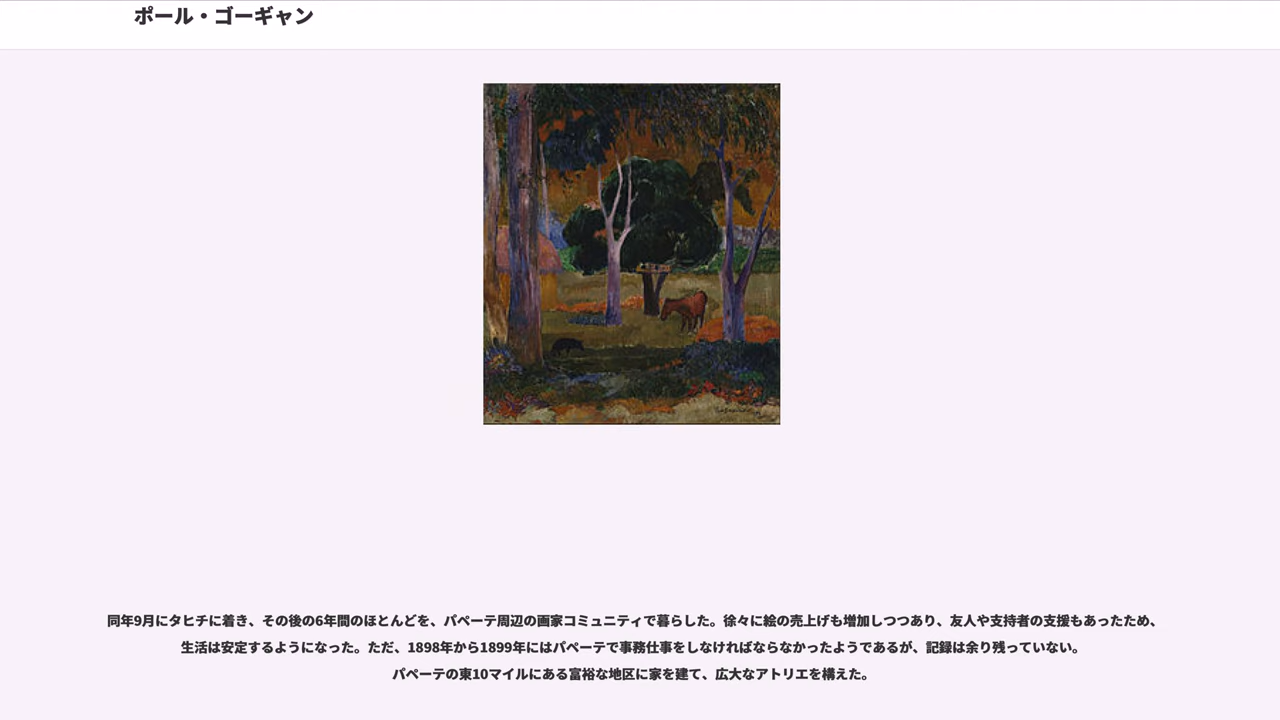 ポール・ゴーギャン
同年9月にタヒチに着き、その後の6年間のほとんどを、パペーテ周辺の画家コミュニティで暮らした。徐々に絵の売上げも増加しつつあり、友人や支持者の支援もあったため、
生活は安定するようになった。ただ、1898年から1899年にはパペーテで事務仕事をしなければならなかったようであるが、記録は余り残っていない。
パペーテの東10マイルにある富裕な地区に家を建て、広大なアトリエを構えた。